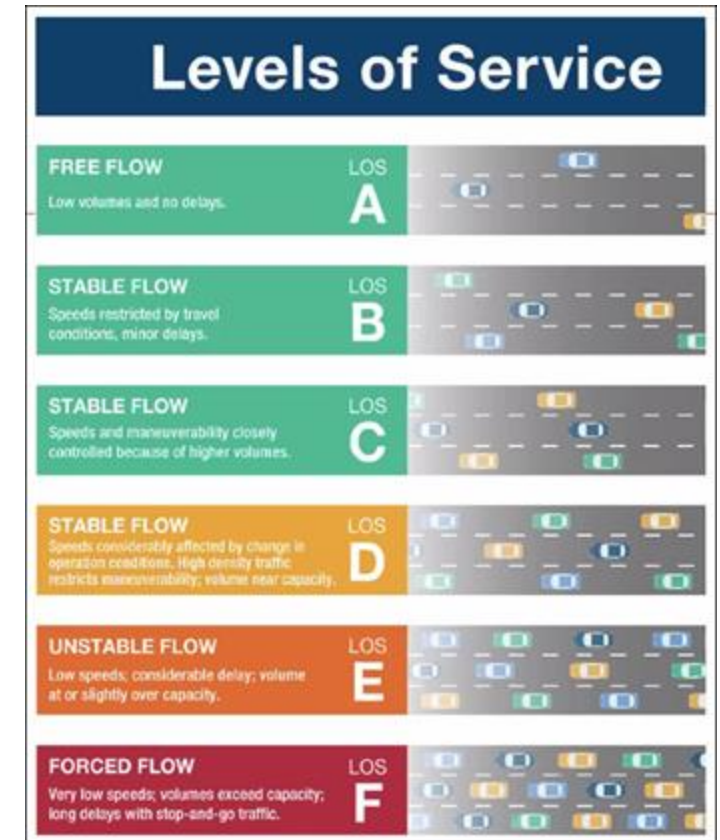 Levels of Service
FREE FLOW
LOS
A
Low volumes and no delays.
STABLE FLOW
LOS
B
Speeds restricted by travel
conditions, minor delays.
STABLE FLOW
LOS
C
Speeds and maneuverability closely
controlled because of higher volumes.
STABLE FLOW
LOS
D
Speeds considerably affected by change in
operation conditions. High density traffic
restricts maneuverability; volume near capacity.
UNSTABLE FLOW
LOS
E
Low speeds; considerable delay; volume
at or slightly over capacity.
FORCED FLOW
LOS
F
Very low speeds; volumes exceed capacity;
long delays with stop-and-go traffic.